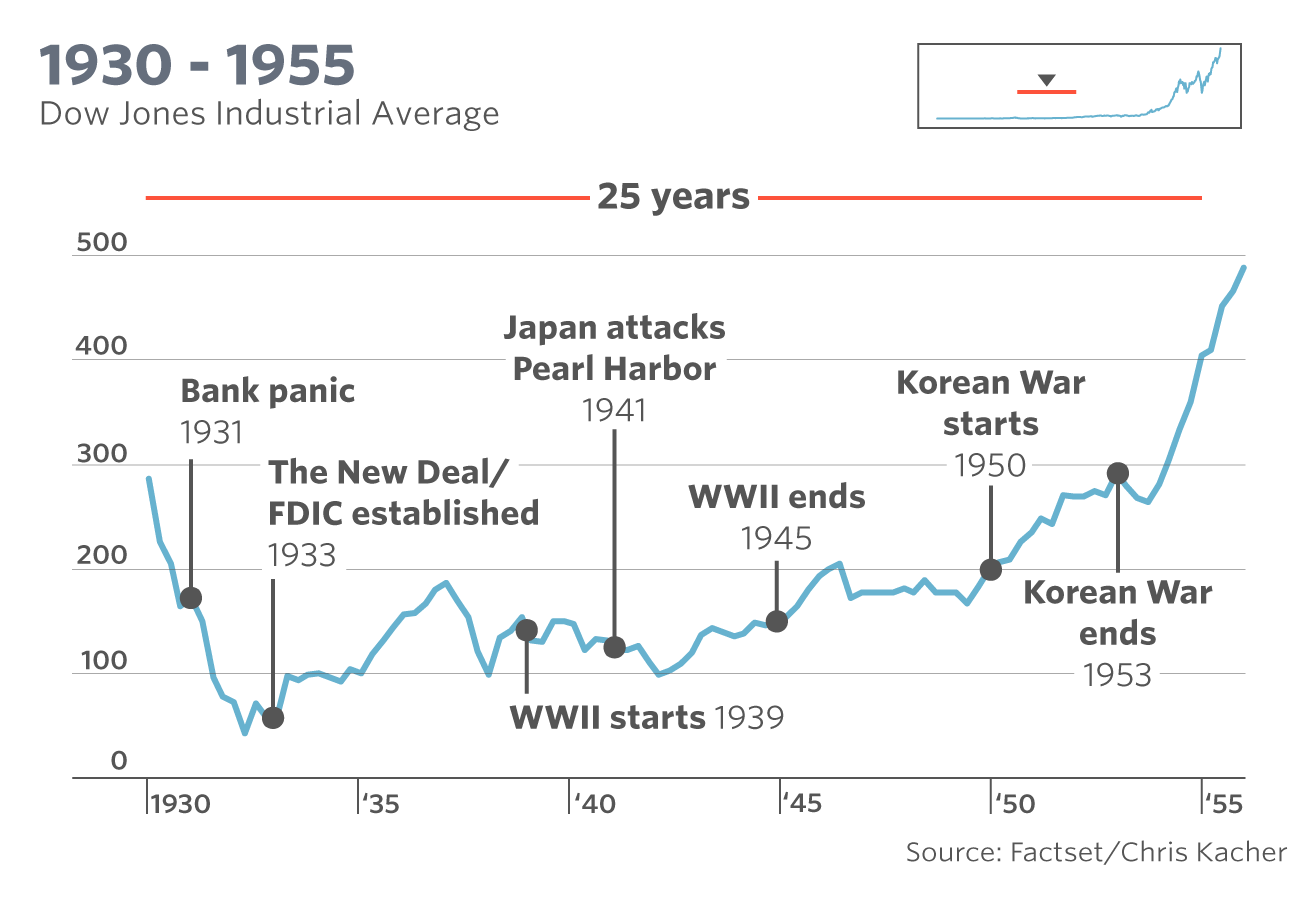 1930 - 1955
Dow Jones Industrial Average
25 years
500
400
300
200
100
0
Bank panic
1931
The New Deal/
FDIC established
1933
Japan attacks
Pearl Harbor
1941
WWII starts 1939
WWII ends
1945
Korean War
starts
1950
Korean War
ends
1953
1930
‘35
‘40
‘45
‘50
‘55
Source: Factset/Chris Kacher